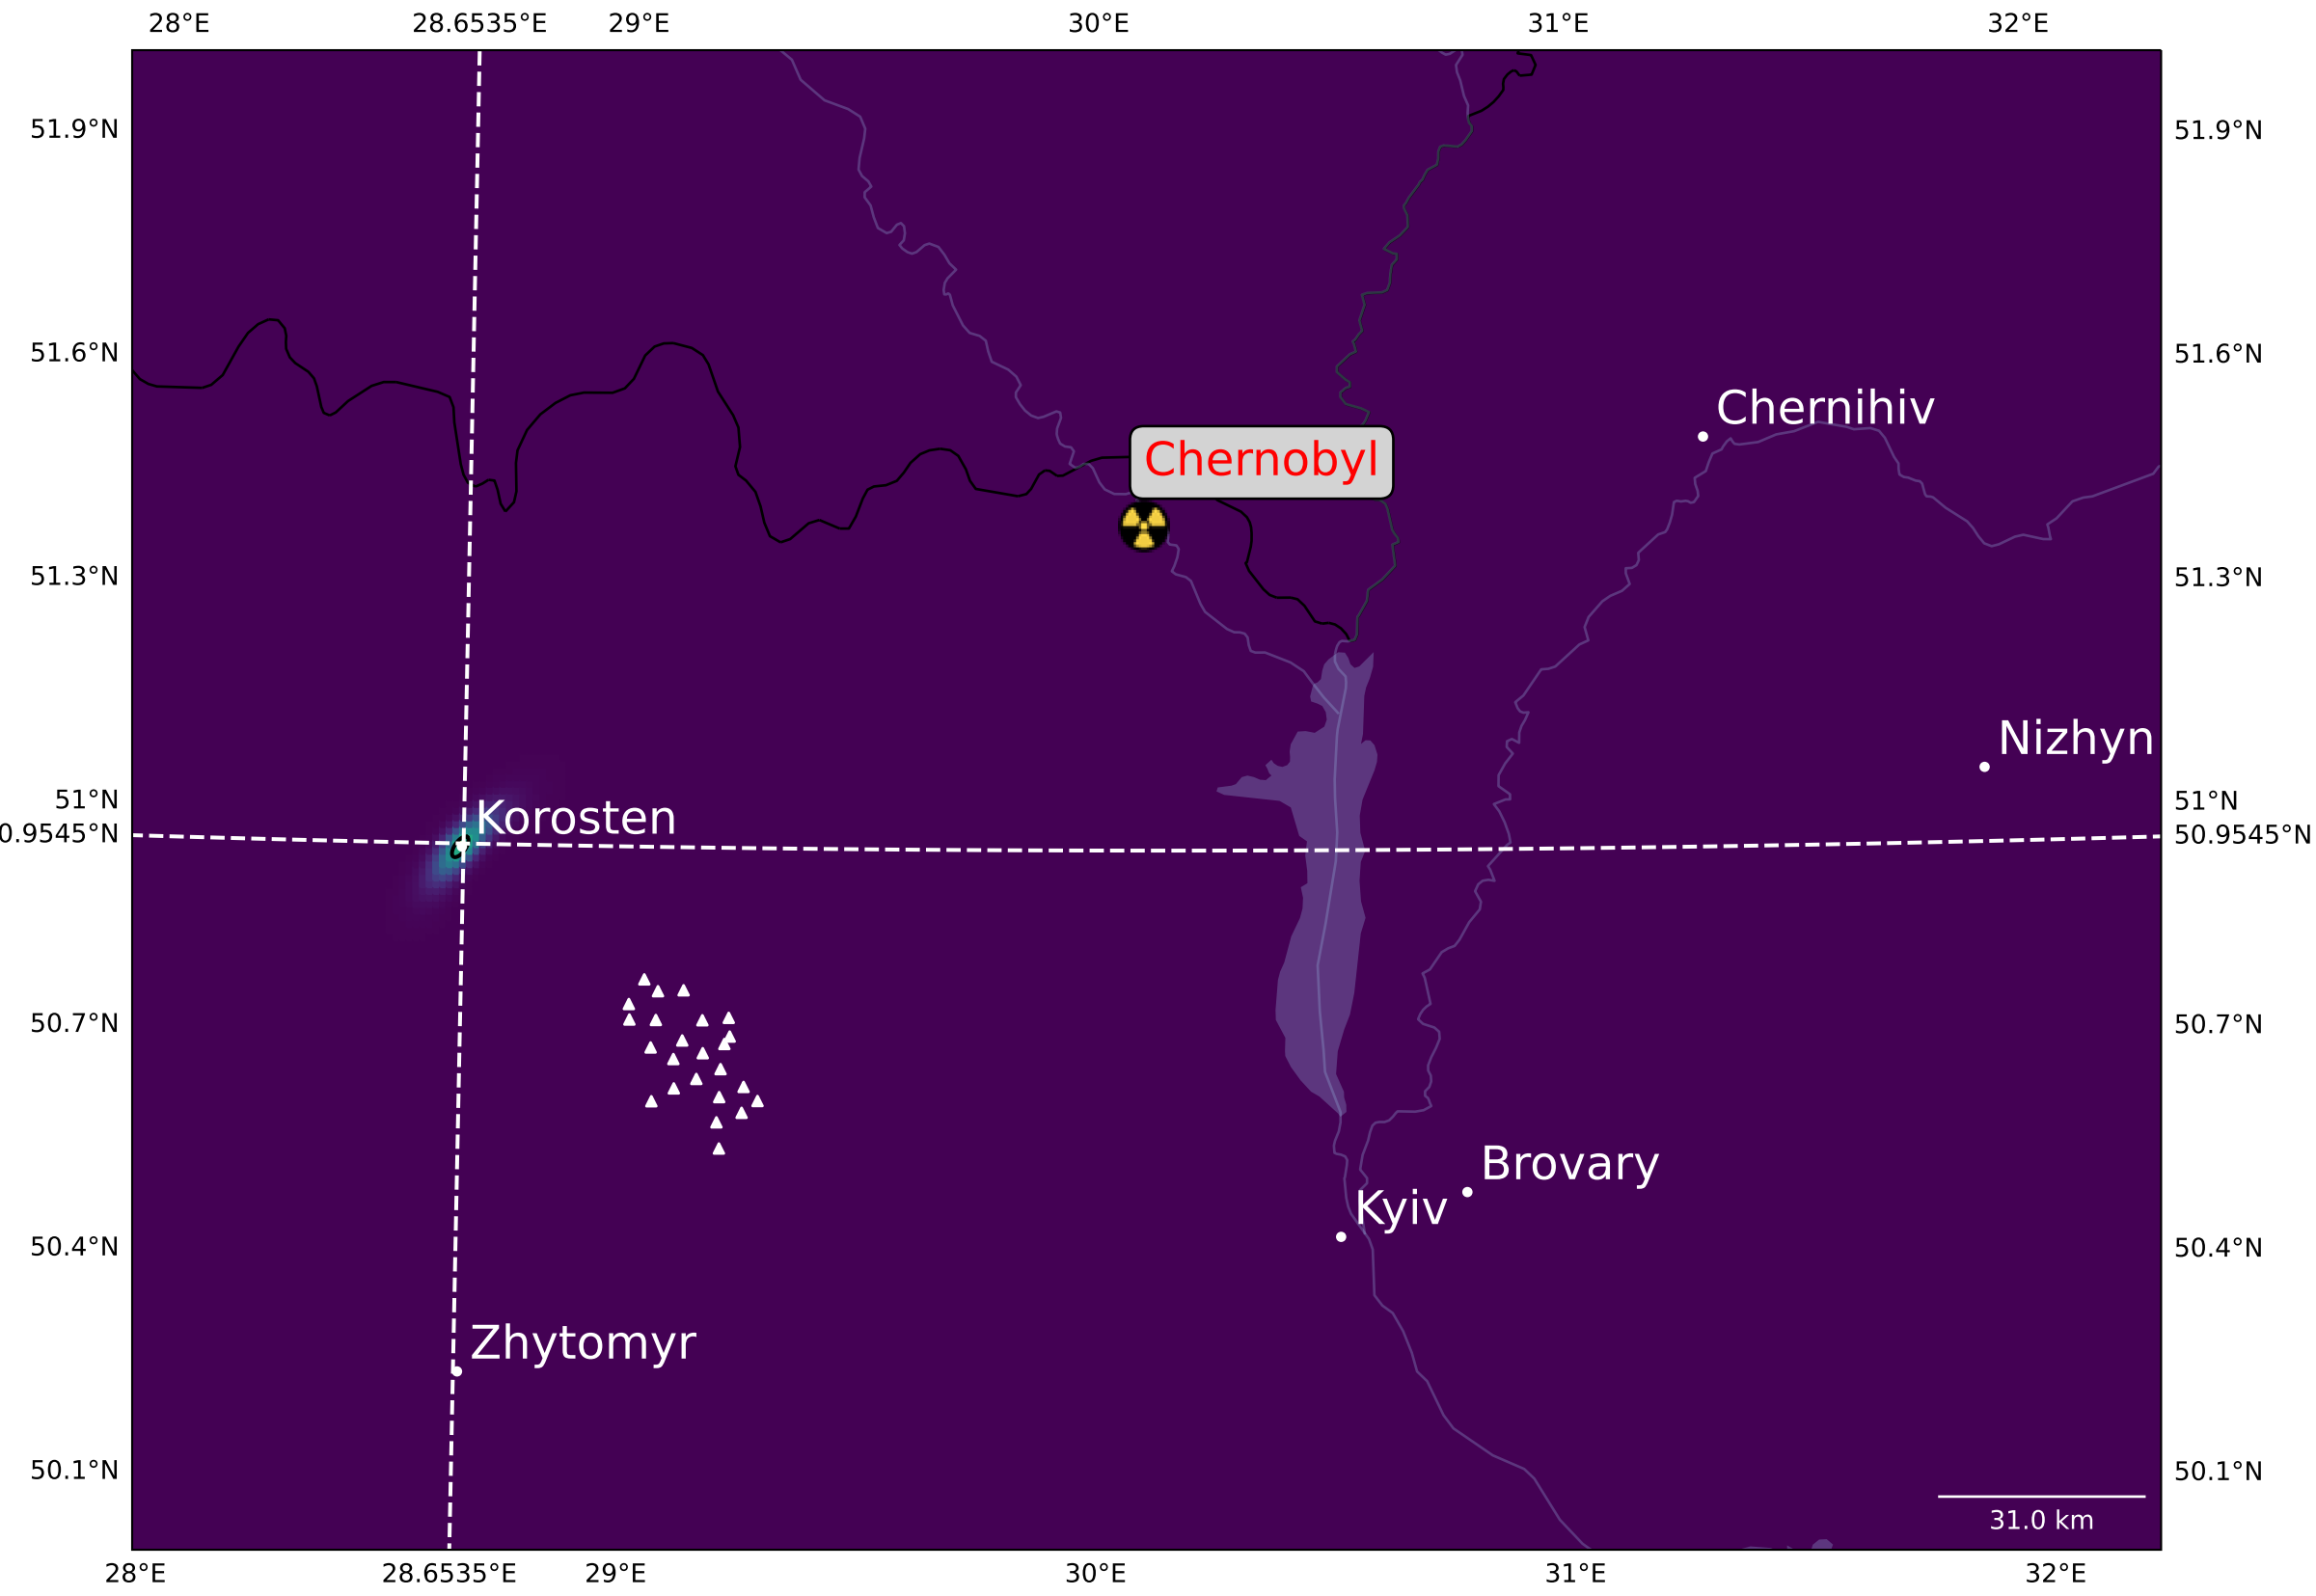 28°E 28.6535°E 29°E 30°E 31°E 32°E
51.9°N 51.9°N
51.6°N 51.6°N
Chernihiv
Chernobyl
51.3°N 51.3°N
Nizhyn
51°N Korosten 51°N
0.9545°N 50.9545°N
50.7°N 50.7°N
Brovary
Kyiv
50.4°N 50.4°N
Zhytomyr
50.1°N 50.1°N
31.0 km
28°E 28.6535°E 29°E 30°E 31°E 32°E